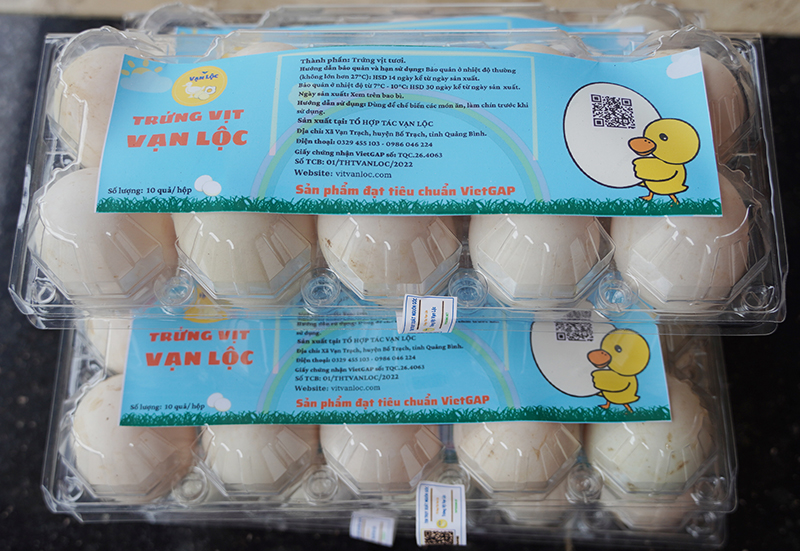 VẠN LỘC
TRỨNG VỊT
VẠN LỘC
Số lượng: 10 quả/ hộp
Thành phần: Trứng vịt tươi.
Hướng dẫn bảo quản và hạn sử dụng: Bảo quản ở nhiệt độ thường
(không lớn hơn 27°C): HSD 14 ngày kể từ ngày sản xuất.
Bảo quản ở nhiệt độ từ 7°C - 10°C: HSD 30 ngày kể từ ngày sản xuất.
Ngày sản xuất: Xem trên bao bì.
Hướng dẫn sử dụng: Dùng để chế biến các món ăn, làm chín trước khi
sử dụng.
Sản xuất tại: TỔ HỢP TÁC VẠN LỘC
Địa chỉ: Xã Vạn Trạch, huyện Bố Trạch, tỉnh Quảng Bình.
Điện thoại: 0329 455 103 - 0986 046 224
Giấy chứng nhận VietGAP số: TQC.26.4063
Số TCB: 01/THTVANLOC/2022
Website: vitvanloc.com
Sản phẩm đạt tiêu chuẩn VietGAP
TRỨNG VỊT
VẠN LỘC
Số lượng: 10 quả/ hộp
sử dụng.
Sản xuất tại: TỔ HỢP TÁC VẠN LỘC
Địa chỉ: Xã Vạn Trạch, huyện Bố Trạch, tỉnh Quảng Bình.
Điện thoại: 0329 455 103 - 0986 046 224
Giấy chứng nhận VietGAP số: TQC.26.4063
Số TCB: 01/THTVANLOC/2022
Website: vitvanloc.com
Sản phẩm đạt tiêu chuẩn VietGAP